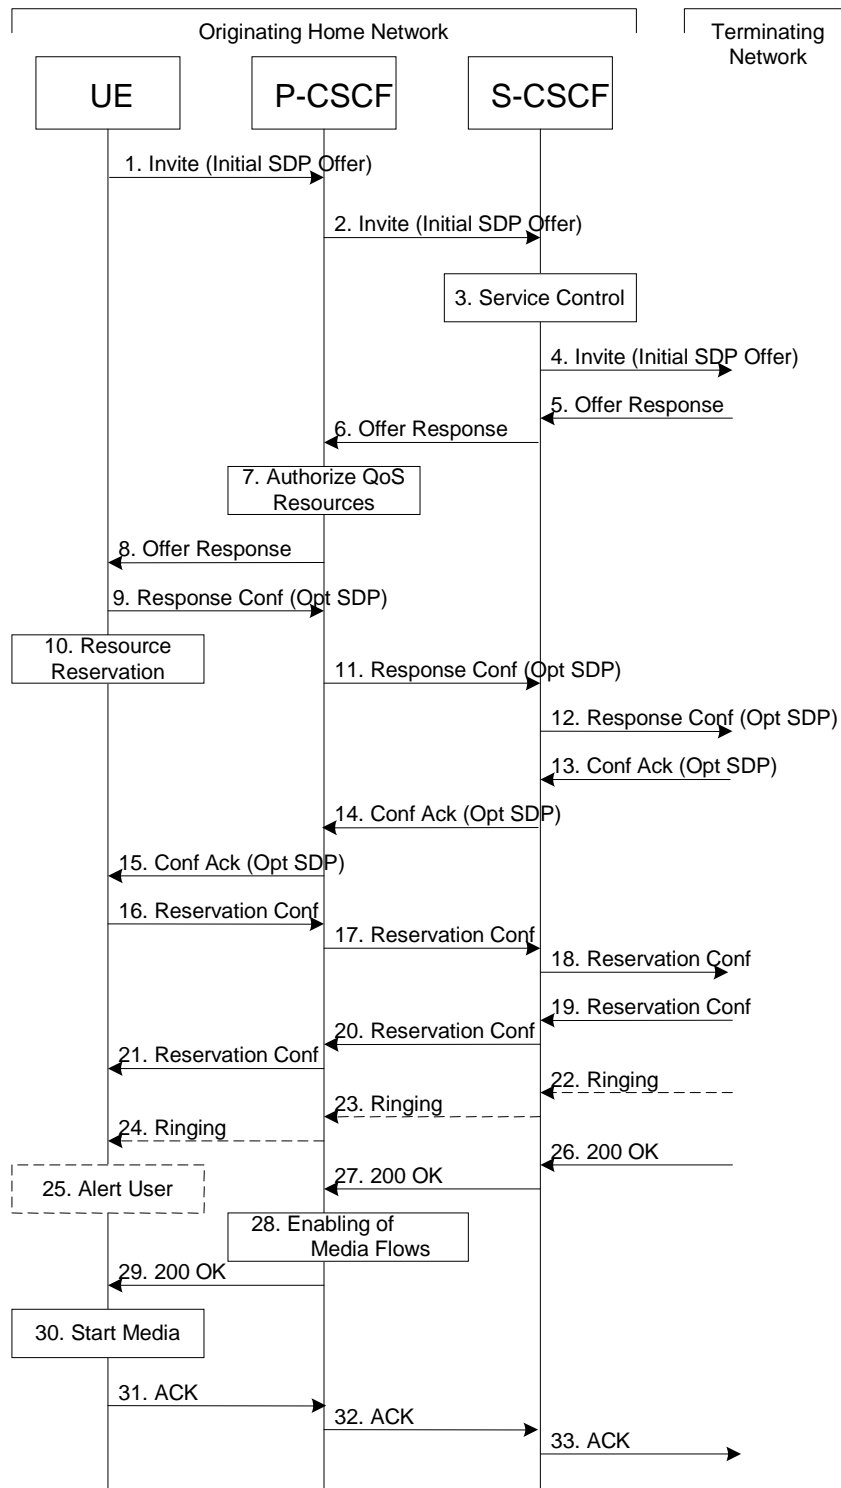 Originating Home Network
Terminating
Network
UE
P-CSCF
S-CSCF
1. Invite (Initial SDP Offer)
2. Invite (Initial SDP Offer)
3. Service Control
4. Invite (Initial SDP Offer)
5. Offer Response
6. Offer Response
7. Authorize QoS
Resources
8. Offer Response
9. Response Conf (Opt SDP)
10. Resource
Reservation
11. Response Conf (Opt SDP)
12. Response Conf (Opt SDP)
13. Conf Ack (Opt SDP)
14. Conf Ack (Opt SDP)
15. Conf Ack (Opt SDP)
16. Reservation Conf
17. Reservation Conf
18. Reservation Conf
19. Reservation Conf
20. Reservation Conf
21. Reservation Conf
22. Ringing
23. Ringing
24. Ringing
25. Alert User
26. 200 OK
27. 200 OK
28. Enabling of
Media Flows
29. 200 OK
30. Start Media
31. ACK
32. ACK
33. ACK